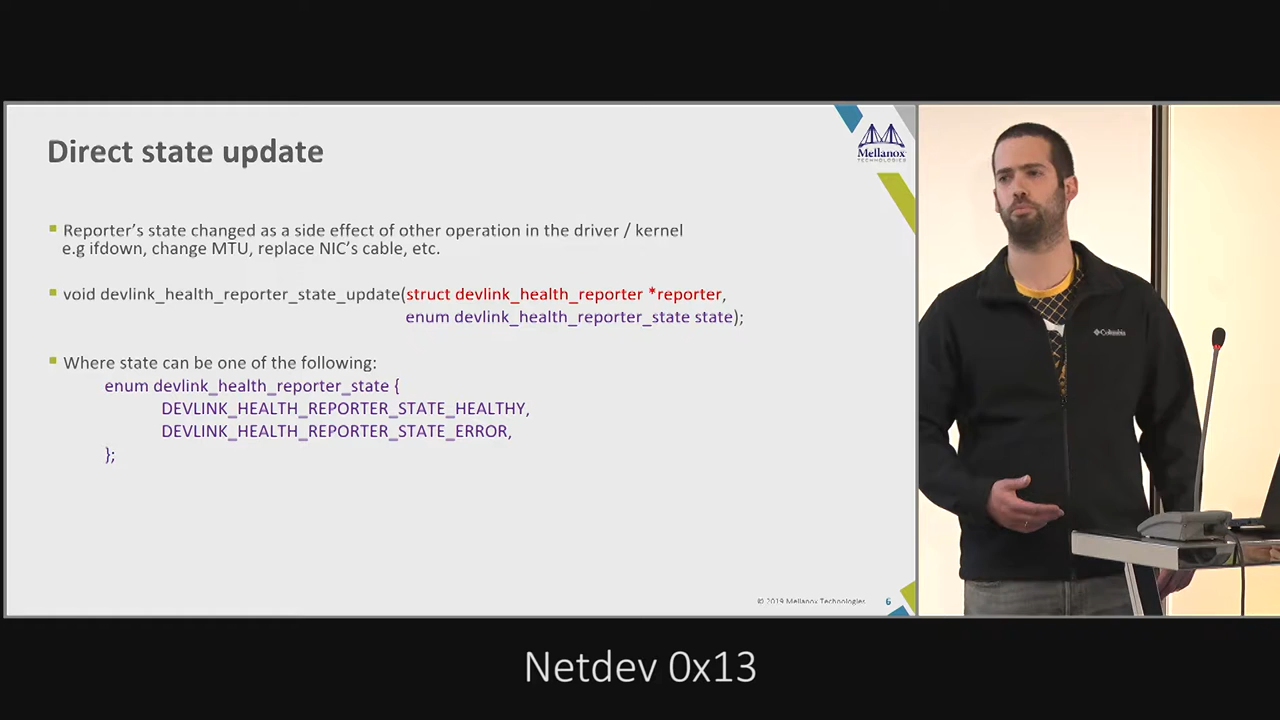 Direct state update
Mellanox
TECHNOLOGIES
Reporter's state changed as a side effect of other operation in the driver / kernel
e.g ifdown, change MTU, replace NIC's cable, etc.
void devlink_health_reporter_state_update(struct devlink_health_reporter *reporter,
enum devlink_health_reporter_state state);
Where state can be one of the following:
enum devlink_health_reporter_state {
DEVLINK_HEALTH_REPORTER_STATE_HEALTHY,
DEVLINK_HEALTH_REPORTER_STATE_ERROR,
};
© 2019 Mellanox Technologies
6
Columbia
Netdev 0x13